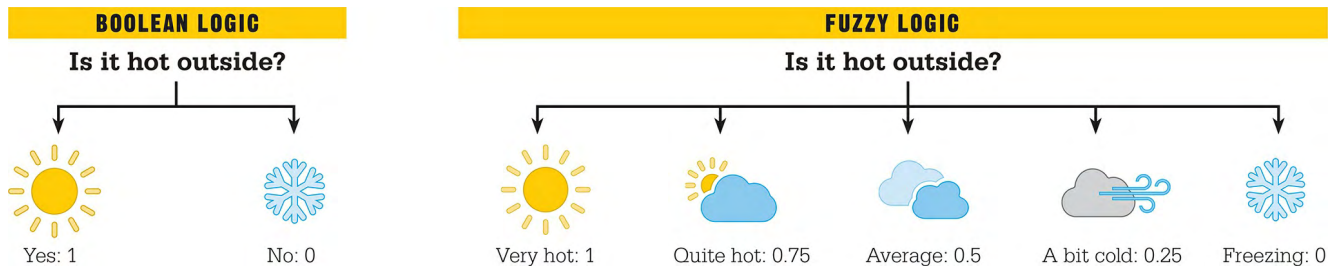 BOOLEAN LOGIC
Is it hot outside?
Yes: 1
No: 0
FUZZY LOGIC
Is it hot outside?
Very hot: 1
Quite hot: 0.75
Average: 0.5
A bit cold: 0.25
Freezing: 0